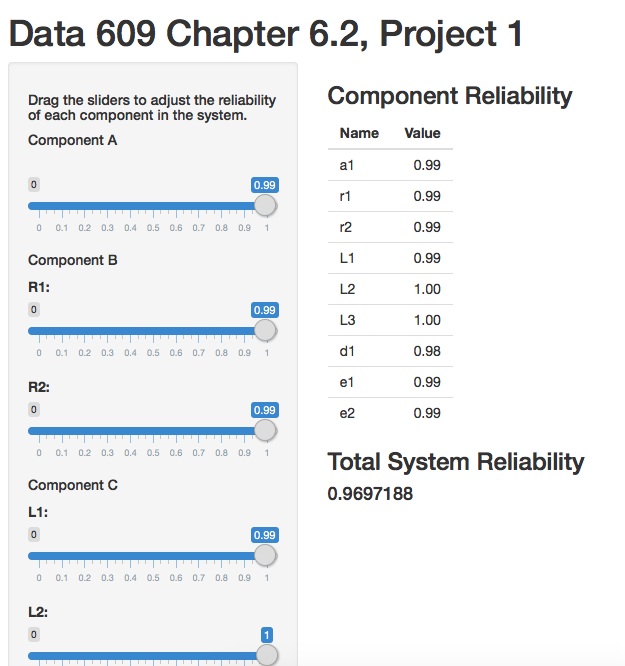 Data 609 Chapter 6.2, Project 1
Drag the sliders to adjust the reliability
of each component in the system.
Component A
0 0.99
0 0.1 0.2 0.3 0.4 0.5 0.6 0.7 0.8 0.9 1
Component B
R1:
0 0.99
0 0.1 0.2 0.3 0.4 0.5 0.6 0.7 0.8 0.9 1
R2:
0 0.99
0 0.1 0.2 0.3 0.4 0.5 0.6 0.7 0.8 0.9 1
Component C
L1:
0 0.99
0 0.1 0.2 0.3 0.4 0.5 0.6 0.7 0.8 0.9 1
L2:
0 1
Component Reliability
Name Value
a1 0.99
r1 0.99
r2 0.99
L1 0.99
L2 1.00
L3 1.00
d1 0.98
e1 0.99
e2 0.99
Total System Reliability
0.9697188